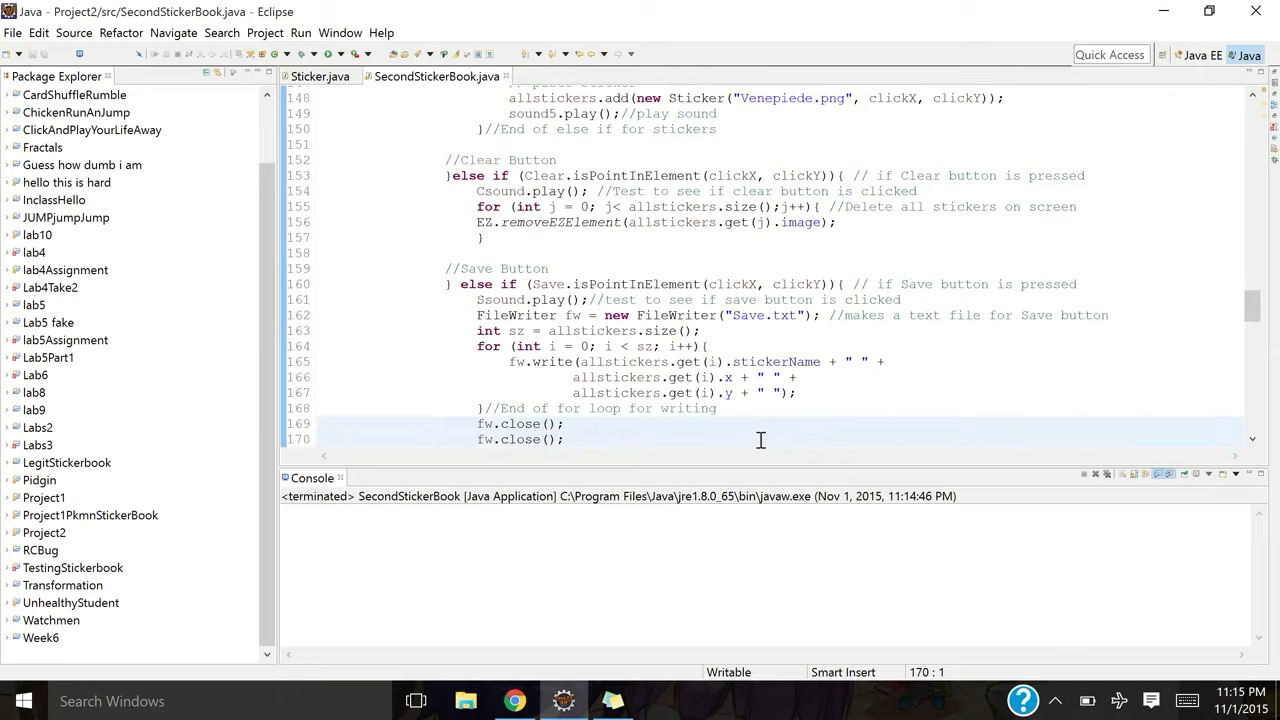 Java - Project2/src/SecondStickerBook.java - Eclipse
File Edit Source Refactor Navigate Search Project Run Window Help
Quick Access Java EE Java
Package Explorer Sticker.java SecondStickerBook.java
CardShuffleRumble
ChickenRunAnJump
ClickAndPlayYourLifeAway
Fractals
Guess how dumb i am
hello this is hard
InclassHello
JUMPjumpJump
lab10
lab4
lab4Assignment
Lab4Take2
lab5
Lab5 fake
lab5Assignment
Lab5Part1
Lab6
lab8
lab9
Labs2
Labs3
LegitStickerbook
Pidgin
Project1
Project1PkmnStickerBook
Project2
RCBug
TestingStickerbook
Transformation
UnhealthyStudent
Watchmen
Week6
148 allstickers.add(new Sticker("Venepiede.png", clickX, clickY));
149 sound5.play();//play sound
150 }//End of else if for stickers
151
152 //Clear Button
153 }else if (Clear.isPointInElement(clickX, clickY)){ // if Clear button is pressed
154 Csound.play(); //Test to see if clear button is clicked
155 for (int j = 0; j< allstickers.size();j++){ //Delete all stickers on screen
156 EZ.removeEZElement(allstickers.get(j).image);
157 }
158
159 //Save Button
160 } else if (Save.isPointInElement(clickX, clickY)){ // if Save button is pressed
161 Ssound.play();//test to see if save button is clicked
162 FileWriter fw = new FileWriter("Save.txt"); //makes a text file for Save button
163 int sz = allstickers.size();
164 for (int i = 0; i < sz; i++){
165 fw.write(allstickers.get(i).stickerName + " " +
166 allstickers.get(i).x + " " +
167 allstickers.get(i).y + " ");
168 }//End of for loop for writing
169 fw.close();
170 fw.close();
Console
<terminated> SecondStickerBook [Java Application] C:\Program Files\Java\jre1.8.0_65\bin\javaw.exe (Nov 1, 2015, 11:14:46 PM)
Writable Smart Insert 170 : 1
Search Windows
11:15 PM
11/1/2015